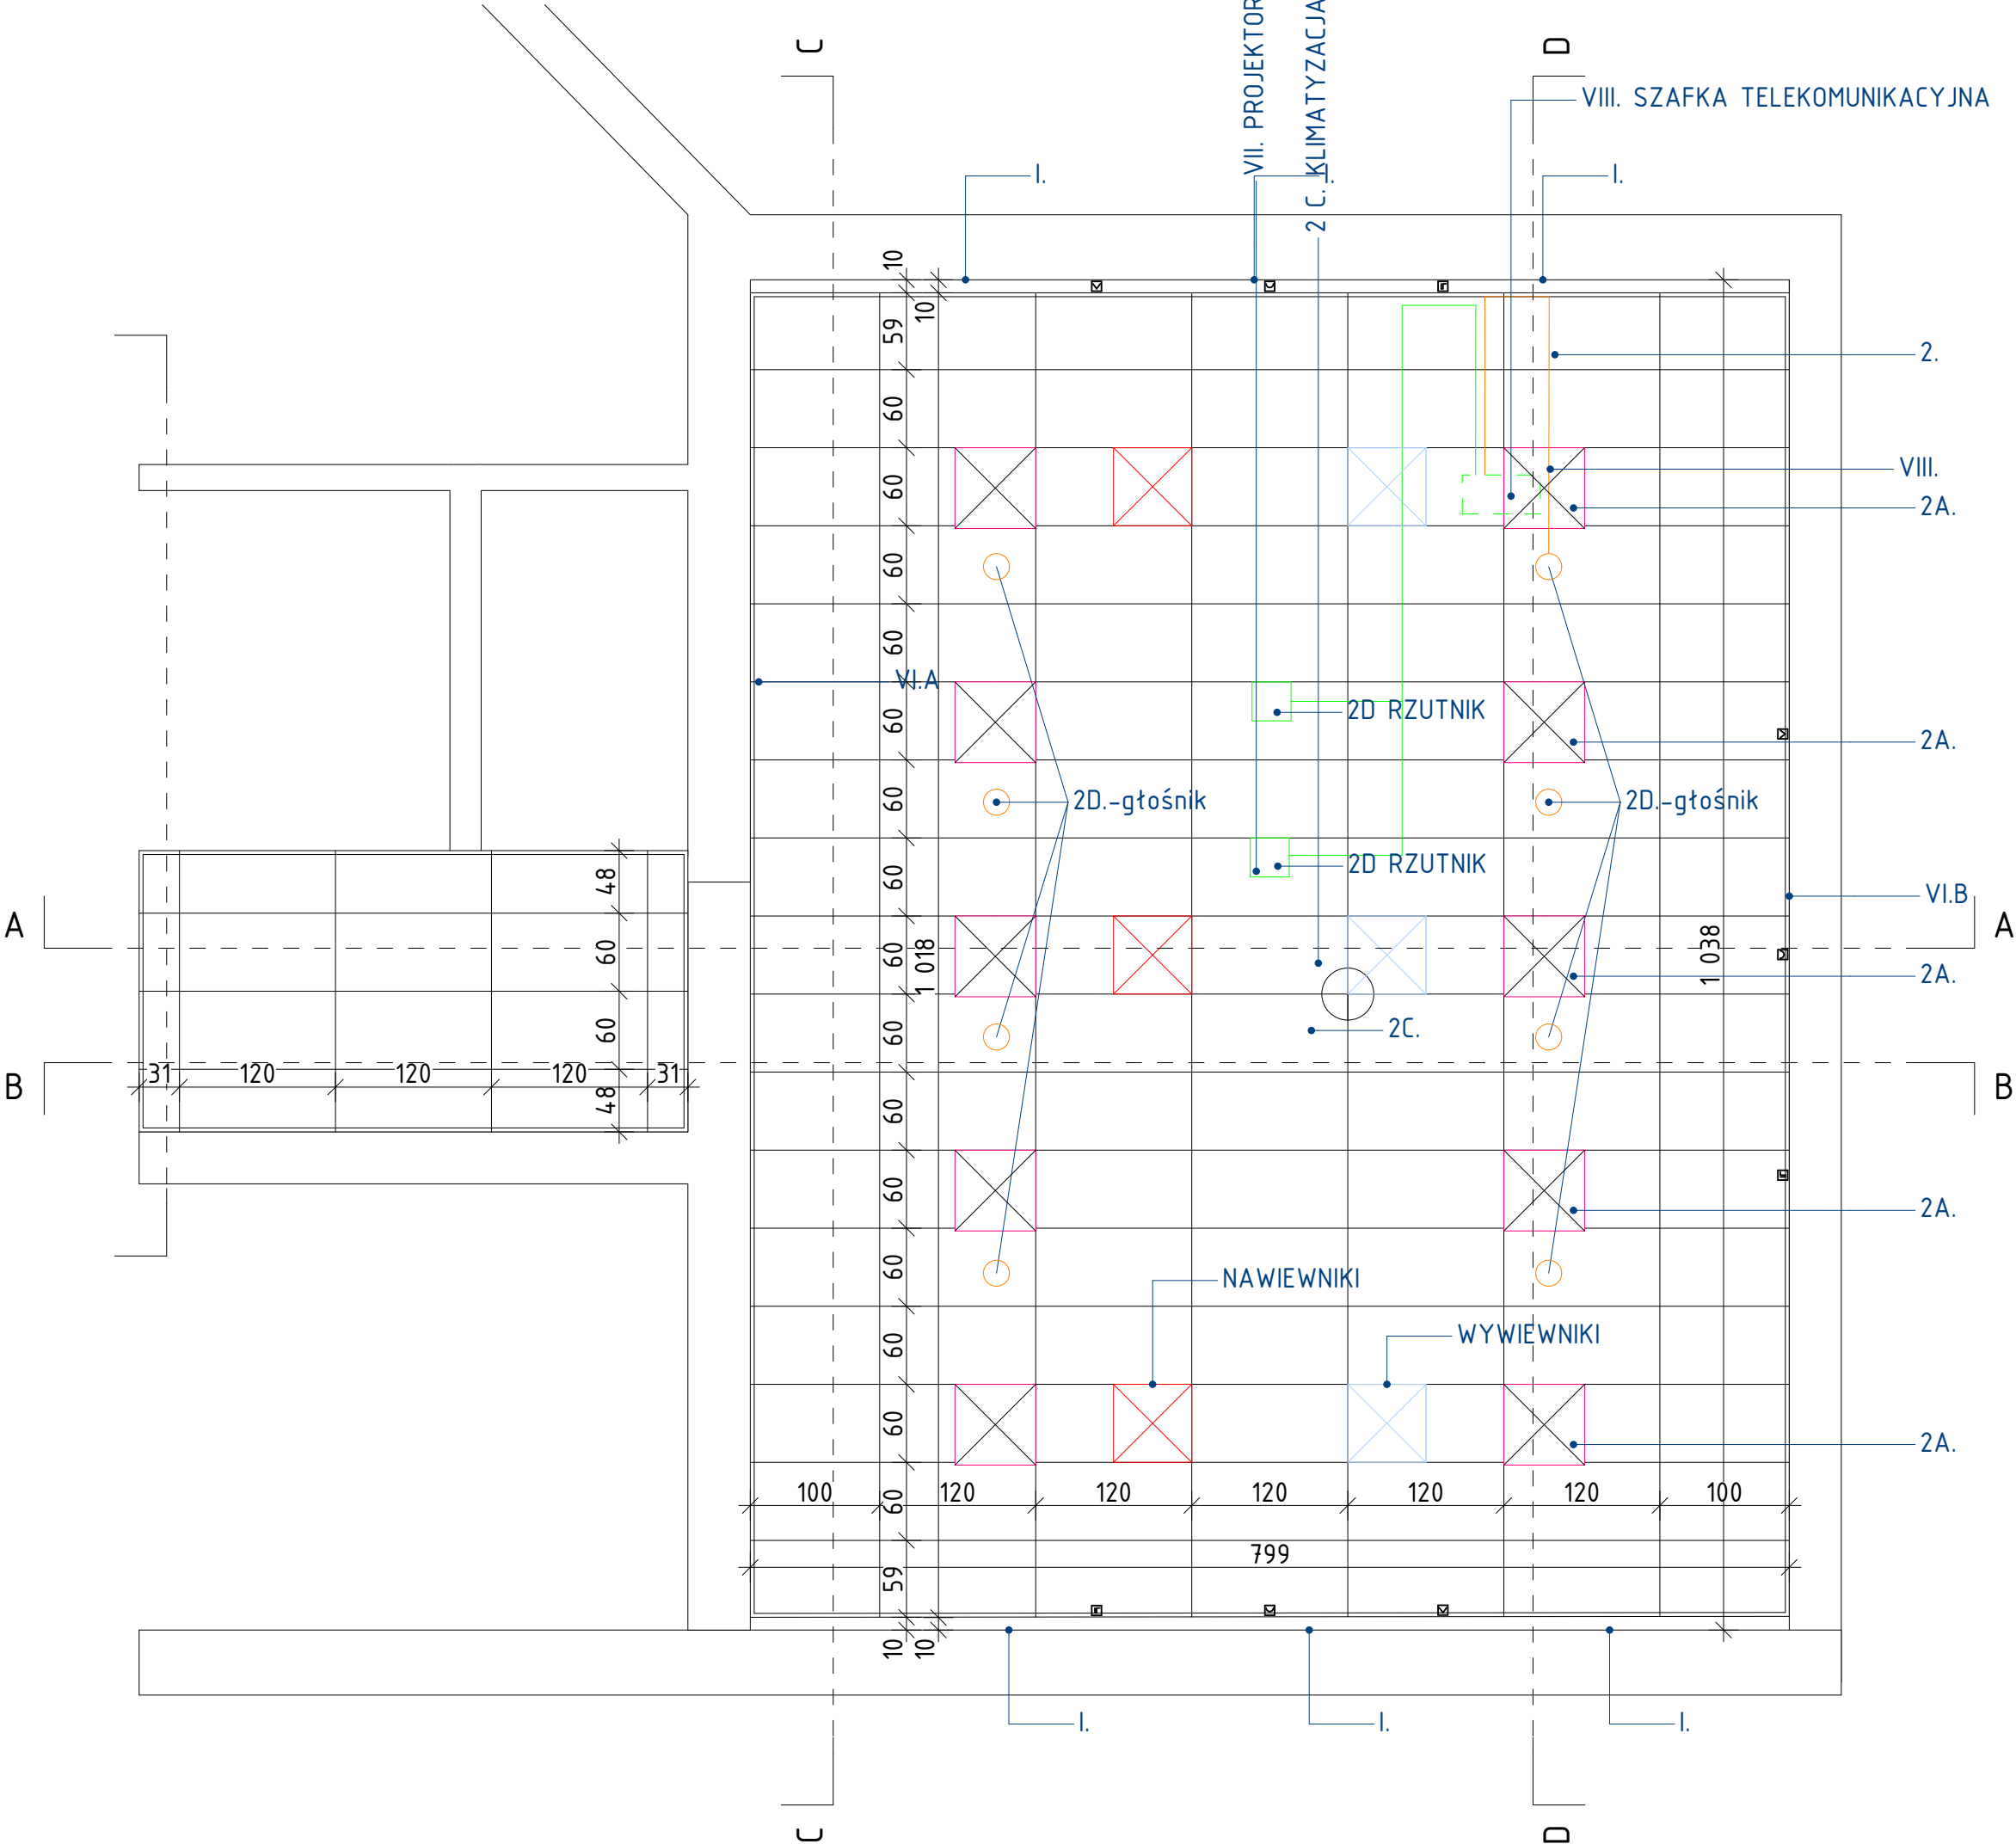 C
D
VII. PROJEKTOR
2 C. KLIMATYZACJA
VIII. SZAFKA TELEKOMUNIKACYJNA
I.
I.
I.
10
10
59
2.
60
60
VIII.
2A.
60
60
VI.A
60
2D RZUTNIK
2A.
60
2D.-głośnik
2D.-głośnik
60
2D RZUTNIK
48
VI.B
A
A
60
60
1 018
1 038
2A.
60
60
2C.
B
B
31
120
120
120
31
48
60
60
2A.
60
NAWIEWNIKI
60
WYWIEWNIKI
60
2A.
100
120
120
120
120
120
100
60
799
59
10
10
I.
I.
I.
C
D